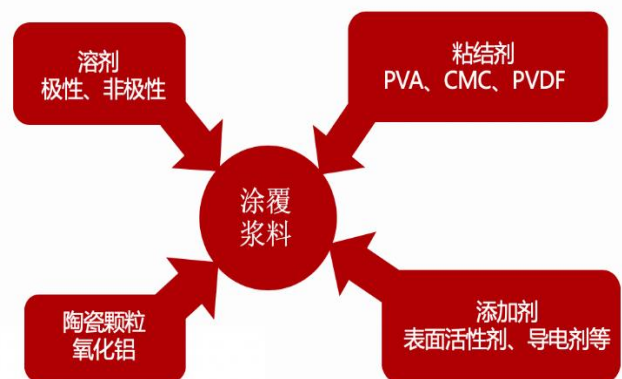 溶剂
极性、非极性
粘结剂
PVA、CMC、PVDF
涂覆
浆料
陶瓷颗粒
氧化铝
添加剂
表面活性剂、导电剂等